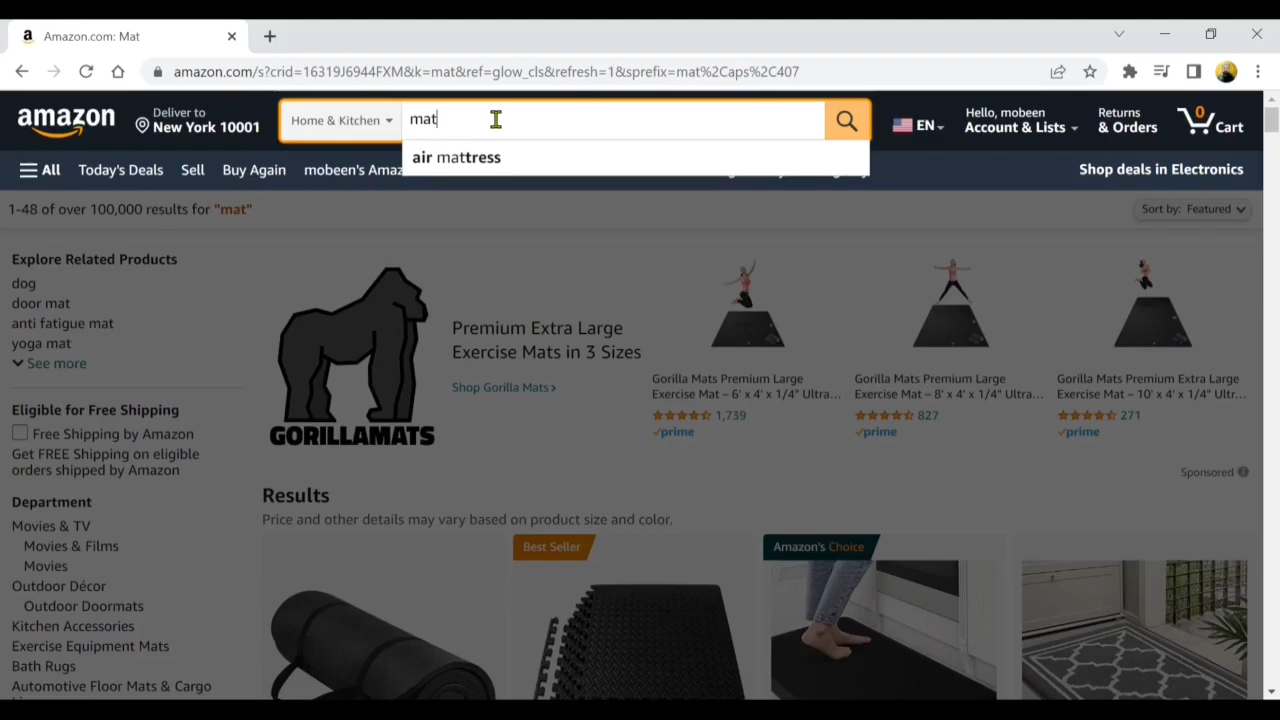 Amazon.com: Mat
amazon.com/s?crid=16319J6944FXM&k=mat&ref=glow_cls&refresh=1&sprefix=mat%2Caps%2C407
amazon
Deliver to
New York 10001
Home & Kitchen
mat
EN
Hello, mobeen
Account & Lists
Returns
& Orders
0
Cart
air mattress
All
Today's Deals
Sell
Buy Again
mobeen's Amaz
Shop deals in Electronics
1-48 of over 100,000 results for "mat"
Sort by: Featured
Explore Related Products
dog
door mat
anti fatigue mat
yoga mat
See more
Eligible for Free Shipping
Free Shipping by Amazon
Get FREE Shipping on eligible
orders shipped by Amazon
Department
Movies & TV
Movies & Films
Movies
Outdoor Décor
Outdoor Doormats
Kitchen Accessories
Exercise Equipment Mats
Bath Rugs
Automotive Floor Mats & Cargo
GORILLAMATS
Premium Extra Large
Exercise Mats in 3 Sizes
Shop Gorilla Mats >
Gorilla Mats Premium Large
Exercise Mat – 6' x 4' x 1/4" Ultra...
1,739
prime
Gorilla Mats Premium Large
Exercise Mat – 8' x 4' x 1/4" Ultra...
827
prime
Gorilla Mats Premium Extra Large
Exercise Mat – 10' x 4' x 1/4" Ultr...
271
prime
Sponsored
Results
Price and other details may vary based on product size and color.
Best Seller
Amazon's Choice